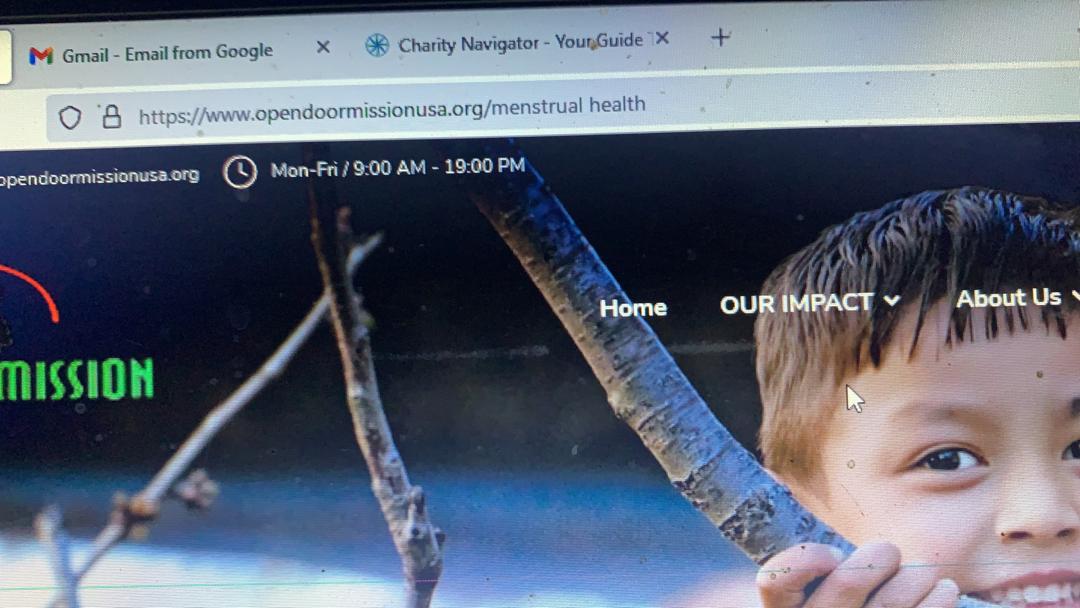 Gmail - Email from Google Charity Navigator - Your Guide
https://www.opendoormissionusa.org/menstrual health
opendoormissionusa.org Mon-Fri / 9:00 AM - 19:00 PM
Home OUR IMPACT About Us
MISSION